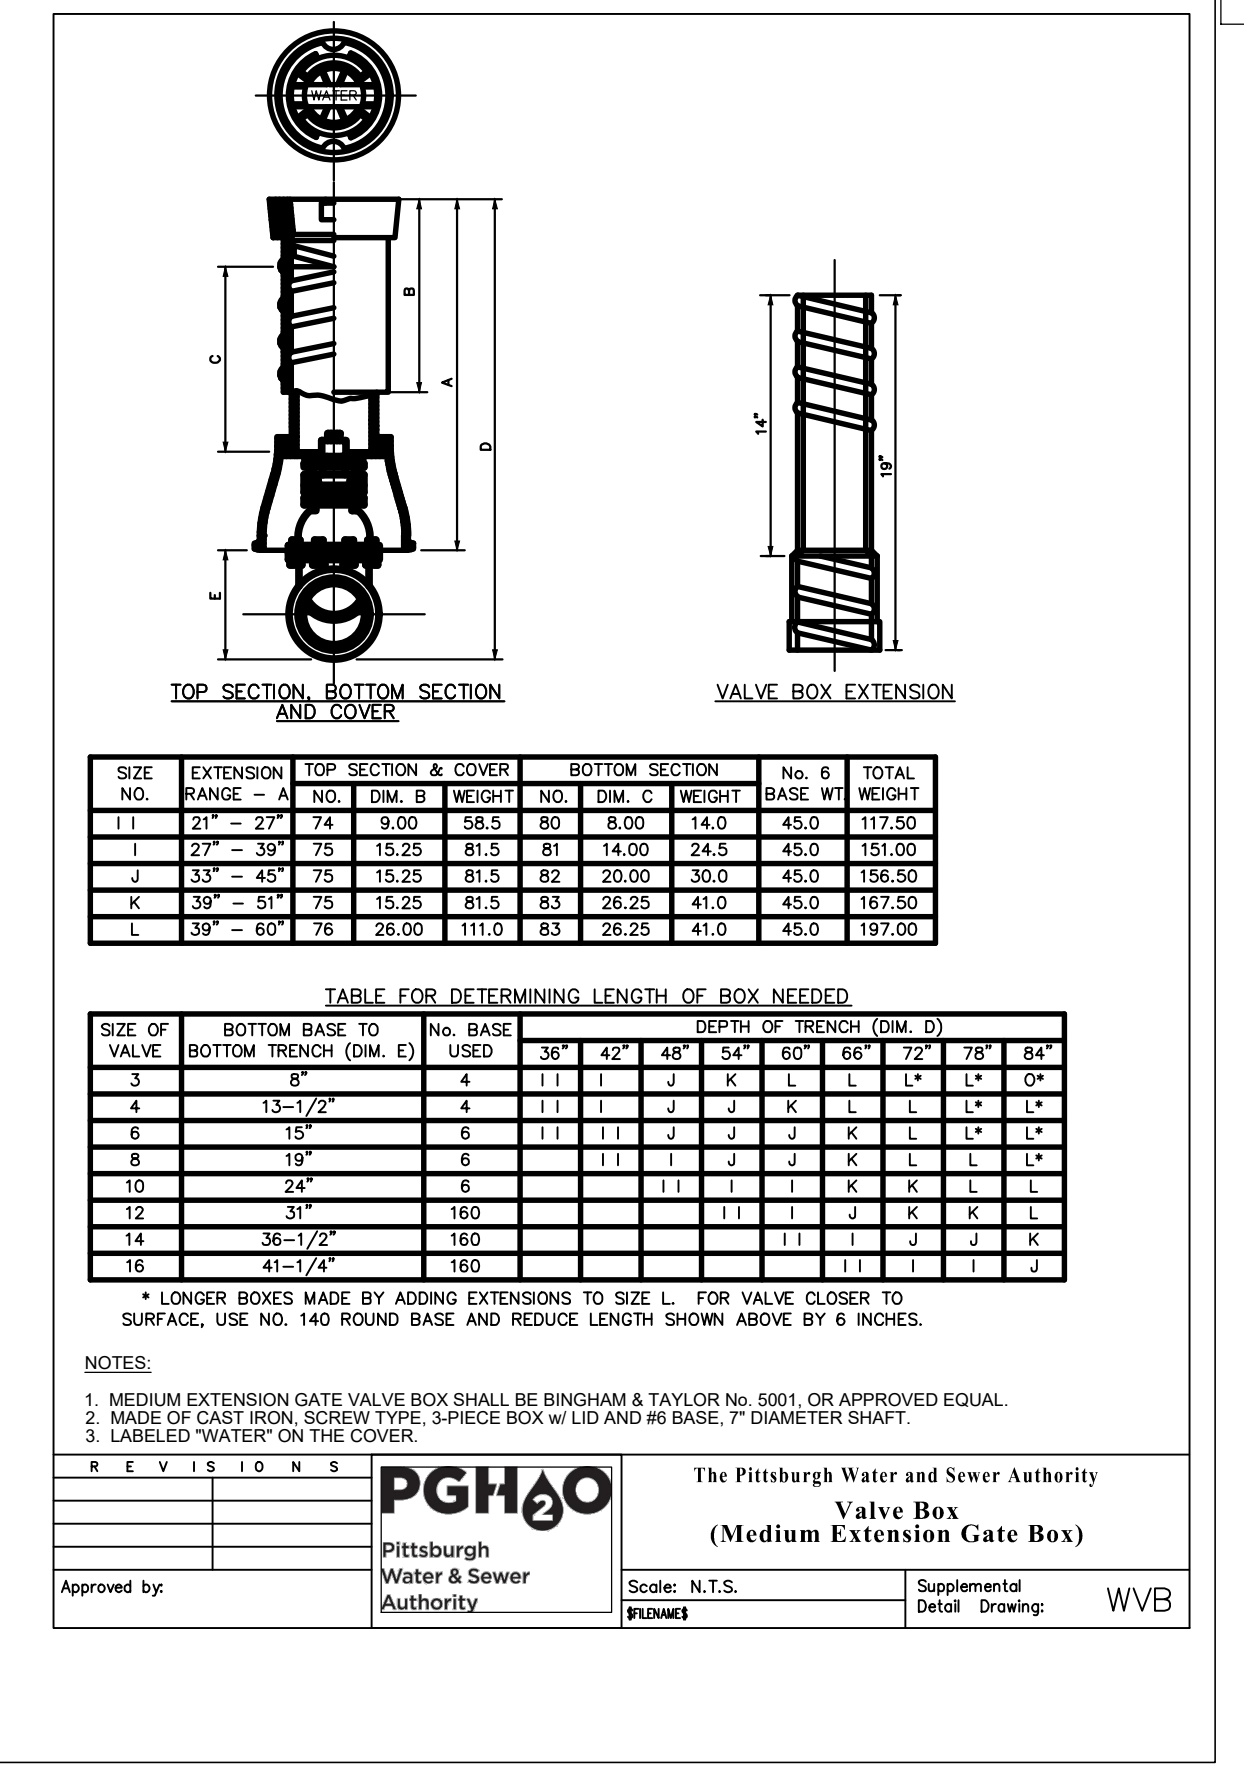 WATER
B
C
A
D
E
14"
19"
TOP SECTION, BOTTOM SECTION
AND COVER
VALVE BOX EXTENSION
SIZE NO. EXTENSION RANGE – A TOP SECTION & COVER BOTTOM SECTION No. 6 BASE WT. TOTAL WEIGHT
NO. DIM. B WEIGHT NO. DIM. C WEIGHT
I I 21" – 27" 74 9.00 58.5 80 8.00 14.0 45.0 117.50
I 27" – 39" 75 15.25 81.5 81 14.00 24.5 45.0 151.00
J 33" – 45" 75 15.25 81.5 82 20.00 30.0 45.0 156.50
K 39" – 51" 75 15.25 81.5 83 26.25 41.0 45.0 167.50
L 39" – 60" 76 26.00 111.0 83 26.25 41.0 45.0 197.00
TABLE FOR DETERMINING LENGTH OF BOX NEEDED
SIZE OF VALVE BOTTOM BASE TO BOTTOM TRENCH (DIM. E) No. BASE USED DEPTH OF TRENCH (DIM. D)
36" 42" 48" 54" 60" 66" 72" 78" 84"
3 8" 4 I I I J K L L L* L* O*
4 13–1/2" 4 I I I J J K L L L* L*
6 15" 6 I I I I J J J K L L* L*
8 19" 6 I I I J J K L L L*
10 24" 6 I I I I K K L L
12 31" 160 I I I J K K L
14 36–1/2" 160 I I I J J K
16 41–1/4" 160 I I I I J
* LONGER BOXES MADE BY ADDING EXTENSIONS TO SIZE L. FOR VALVE CLOSER TO
SURFACE, USE NO. 140 ROUND BASE AND REDUCE LENGTH SHOWN ABOVE BY 6 INCHES.
NOTES:
1. MEDIUM EXTENSION GATE VALVE BOX SHALL BE BINGHAM & TAYLOR No. 5001, OR APPROVED EQUAL.
2. MADE OF CAST IRON, SCREW TYPE, 3-PIECE BOX w/ LID AND #6 BASE, 7" DIAMETER SHAFT.
3. LABELED "WATER" ON THE COVER.
R E V I S I O N S
Approved by:
PGH2O
Pittsburgh
Water & Sewer
Authority
The Pittsburgh Water and Sewer Authority
Valve Box
(Medium Extension Gate Box)
Scale: N.T.S.
$FILENAME$
Supplemental
Detail Drawing:
WVB